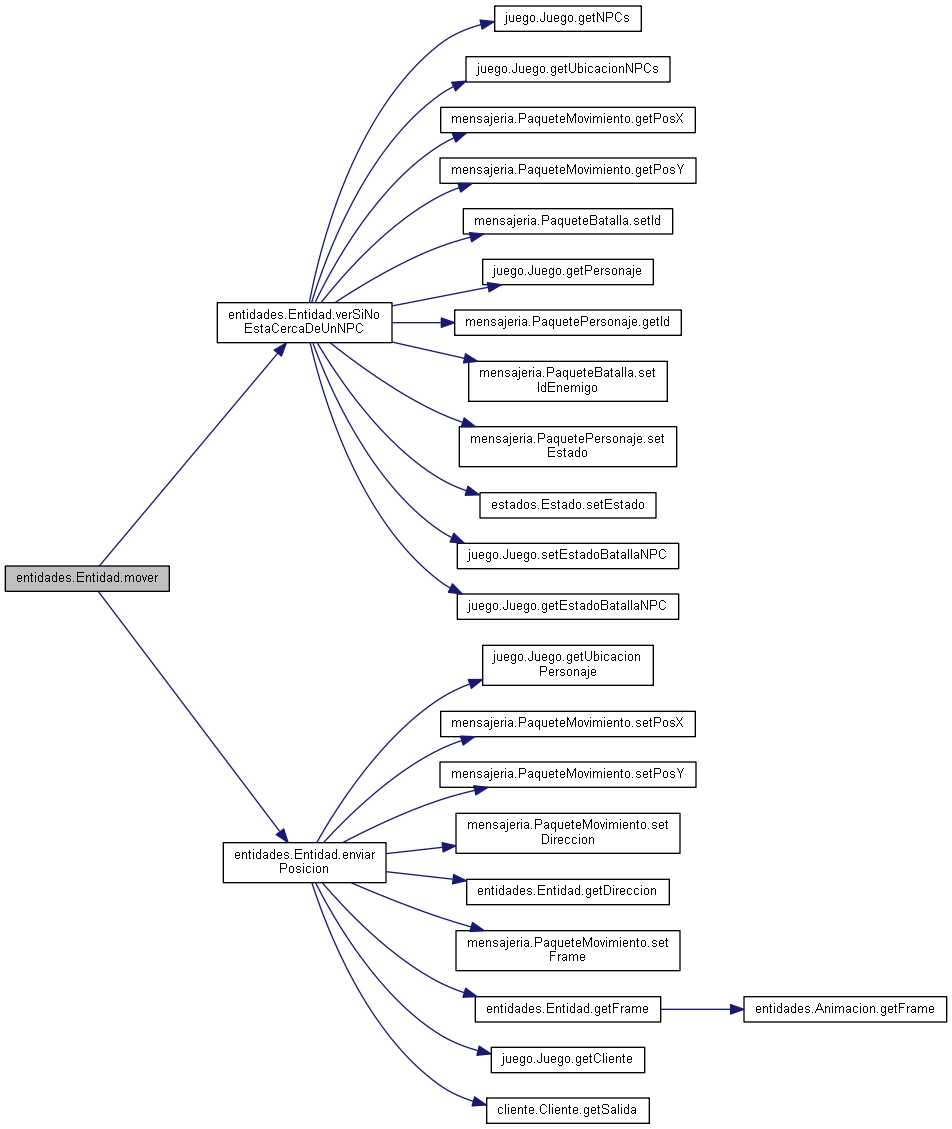 juego.Juego.getNPCs
juego.Juego.getUbicacionNPCs
mensajeria.PaqueteMovimiento.getPosX
mensajeria.PaqueteMovimiento.getPosY
mensajeria.PaqueteBatalla.setId
juego.Juego.getPersonaje
entidades.Entidad.verSiNo
EstaCercaDeUnNPC
mensajeria.PaquetePersonaje.getId
mensajeria.PaqueteBatalla.set
IdEnemigo
mensajeria.PaquetePersonaje.set
Estado
estados.Estado.setEstado
juego.Juego.setEstadoBatallaNPC
entidades.Entidad.mover
juego.Juego.getEstadoBatallaNPC
juego.Juego.getUbicacion
Personaje
mensajeria.PaqueteMovimiento.setPosX
mensajeria.PaqueteMovimiento.setPosY
mensajeria.PaqueteMovimiento.set
Direccion
entidades.Entidad.enviar
Posicion
entidades.Entidad.getDireccion
mensajeria.PaqueteMovimiento.set
Frame
entidades.Entidad.getFrame
entidades.Animacion.getFrame
juego.Juego.getCliente
cliente.Cliente.getSalida